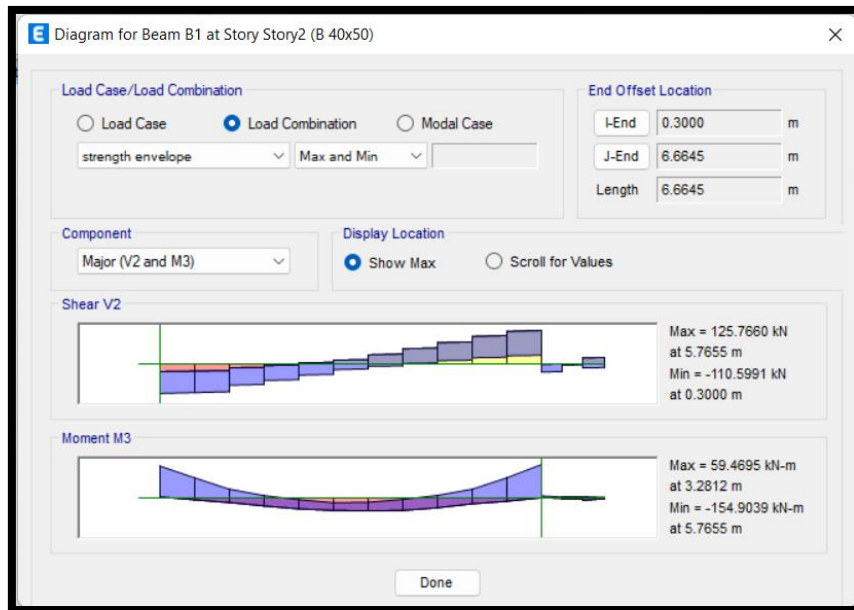 E Diagram for Beam B1 at Story Story2 (B 40x50)
Load Case/Load Combination
Load Case Load Combination Modal Case
strength envelope Max and Min
End Offset Location
I-End 0.3000 m
J-End 6.6645 m
Length 6.6645 m
Component
Major (V2 and M3)
Display Location
Show Max Scroll for Values
Shear V2
Max = 125.7660 kN
at 5.7655 m
Min = -110.5991 kN
at 0.3000 m
Moment M3
Max = 59.4695 kN-m
at 3.2812 m
Min = -154.9039 kN-m
at 5.7655 m
Done